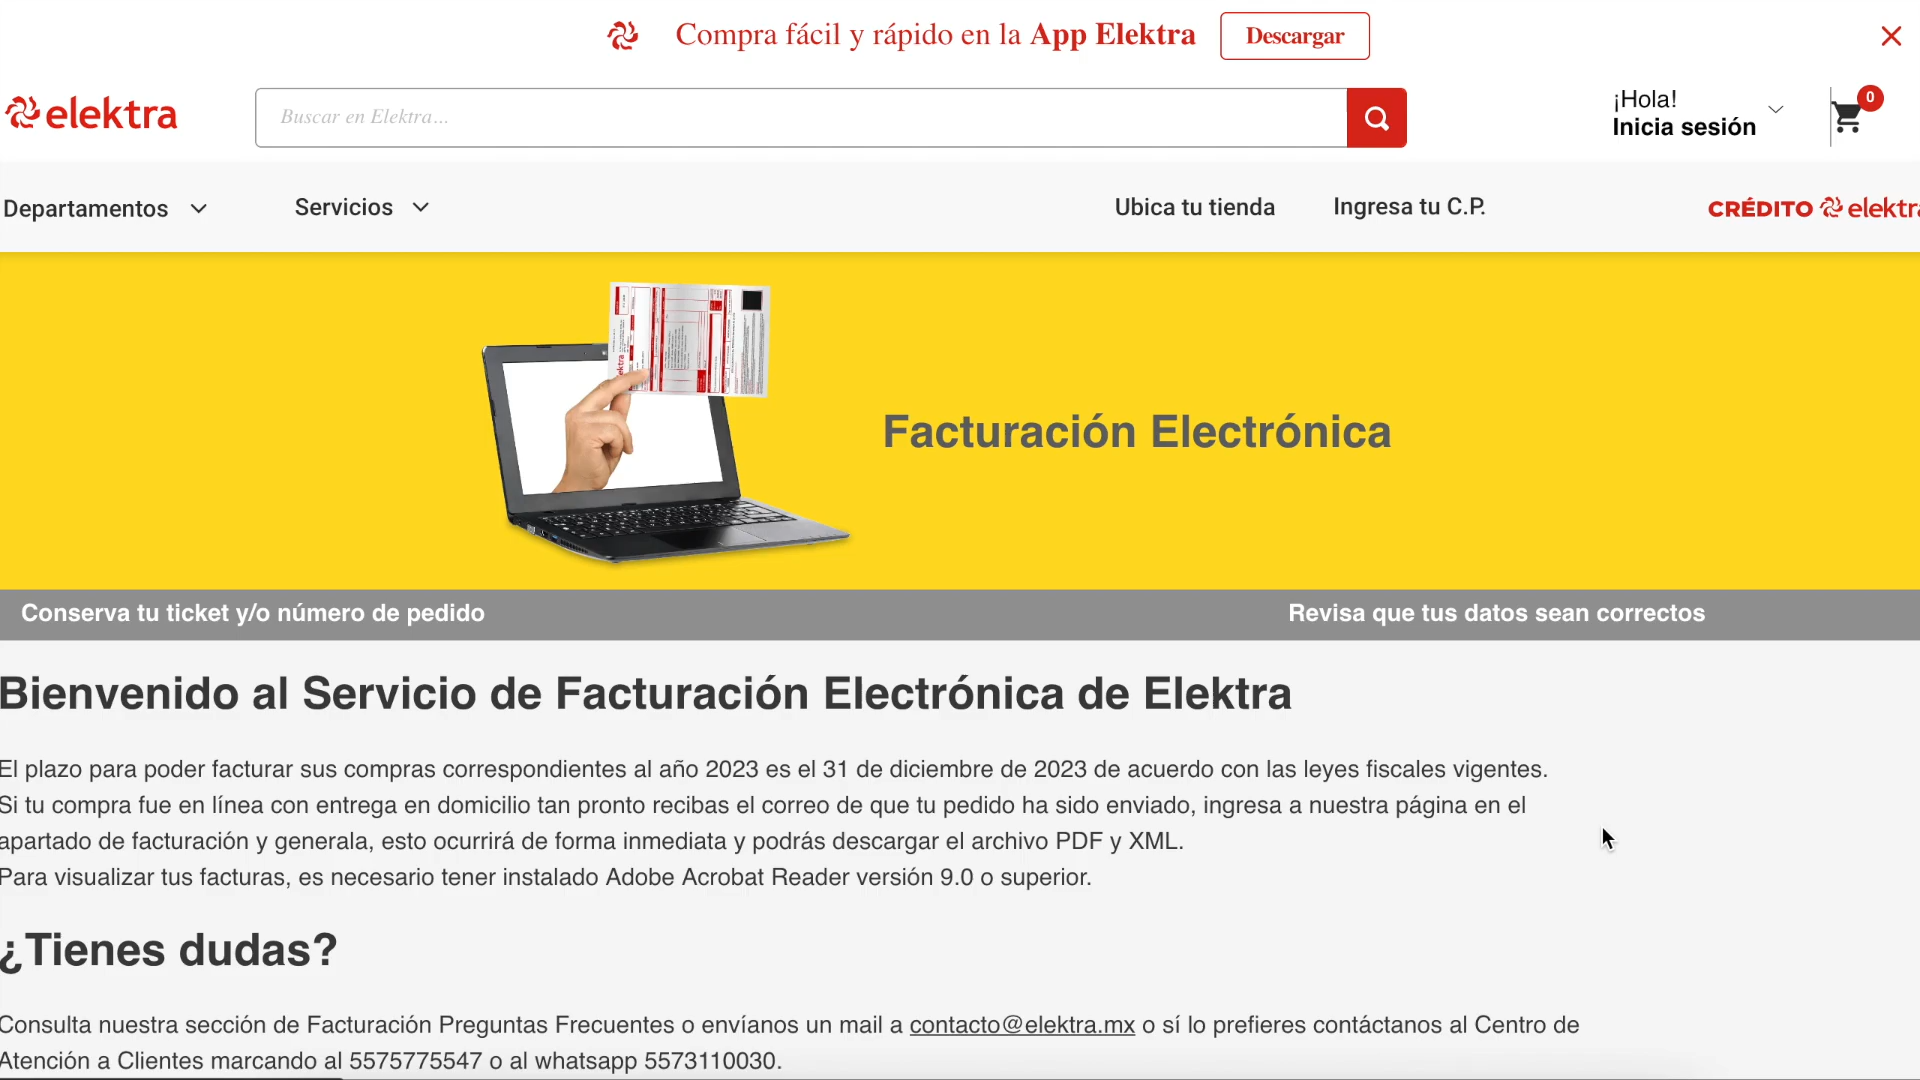 Compra fácil y rápido en la App Elektra
Descargar
elektra
Buscar en Elektra...
¡Hola!
Inicia sesión
0
Departamentos
Servicios
Ubica tu tienda
Ingresa tu C.P.
CRÉDITO elektra
Facturación Electrónica
Conserva tu ticket y/o número de pedido
Revisa que tus datos sean correctos
Bienvenido al Servicio de Facturación Electrónica de Elektra
El plazo para poder facturar sus compras correspondientes al año 2023 es el 31 de diciembre de 2023 de acuerdo con las leyes fiscales vigentes.
Si tu compra fue en línea con entrega en domicilio tan pronto recibas el correo de que tu pedido ha sido enviado, ingresa a nuestra página en el
apartado de facturación y generala, esto ocurrirá de forma inmediata y podrás descargar el archivo PDF y XML.
Para visualizar tus facturas, es necesario tener instalado Adobe Acrobat Reader versión 9.0 o superior.
¿Tienes dudas?
Consulta nuestra sección de Facturación Preguntas Frecuentes o envíanos un mail a contacto@elektra.mx o sí lo prefieres contáctanos al Centro de
Atención a Clientes marcando al 5575775547 o al whatsapp 5573110030.